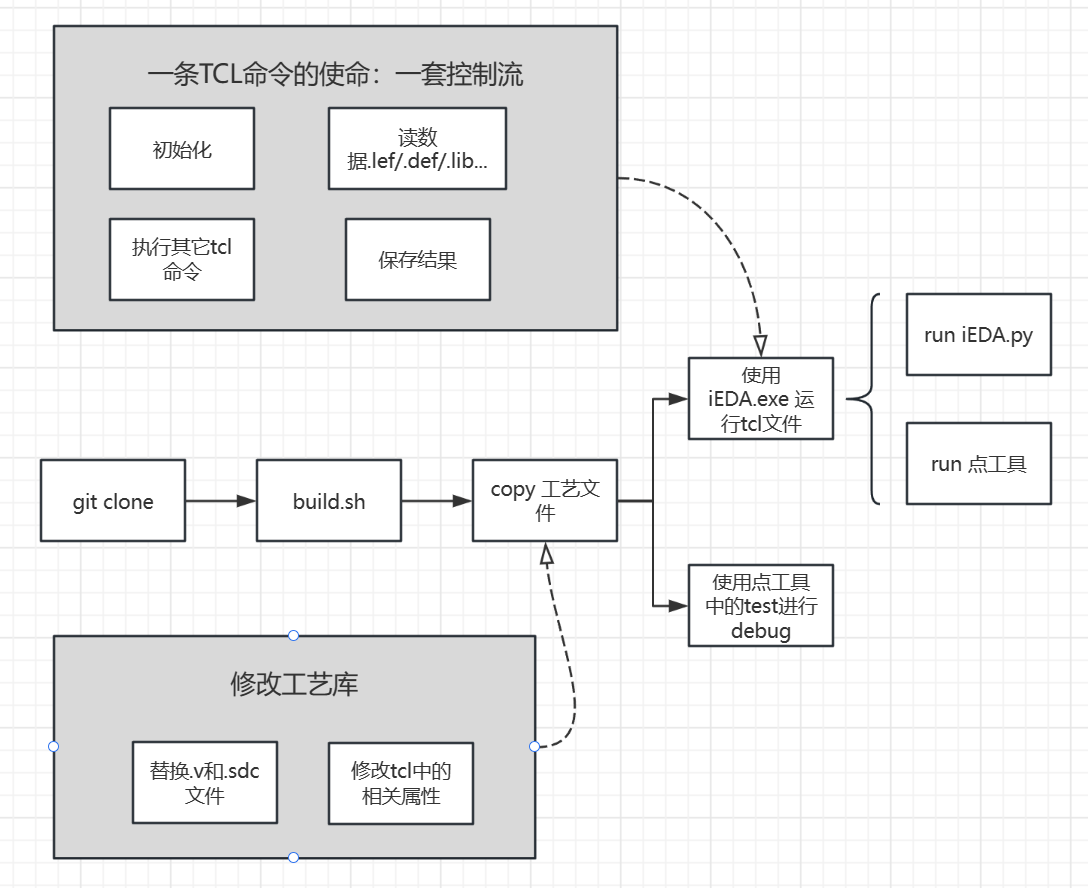 一条TCL命令的使命：一套控制流
初始化
读数
据.lef/.def/.lib...
执行其它tcl
命令
保存结果
使用
iEDA.exe 运
行tcl文件
run iEDA.py
run 点工具
git clone
build.sh
copy 工艺文
件
使用点工具
中的test进行
debug
修改工艺库
替换.v和.sdc
文件
修改tcl中的
相关属性